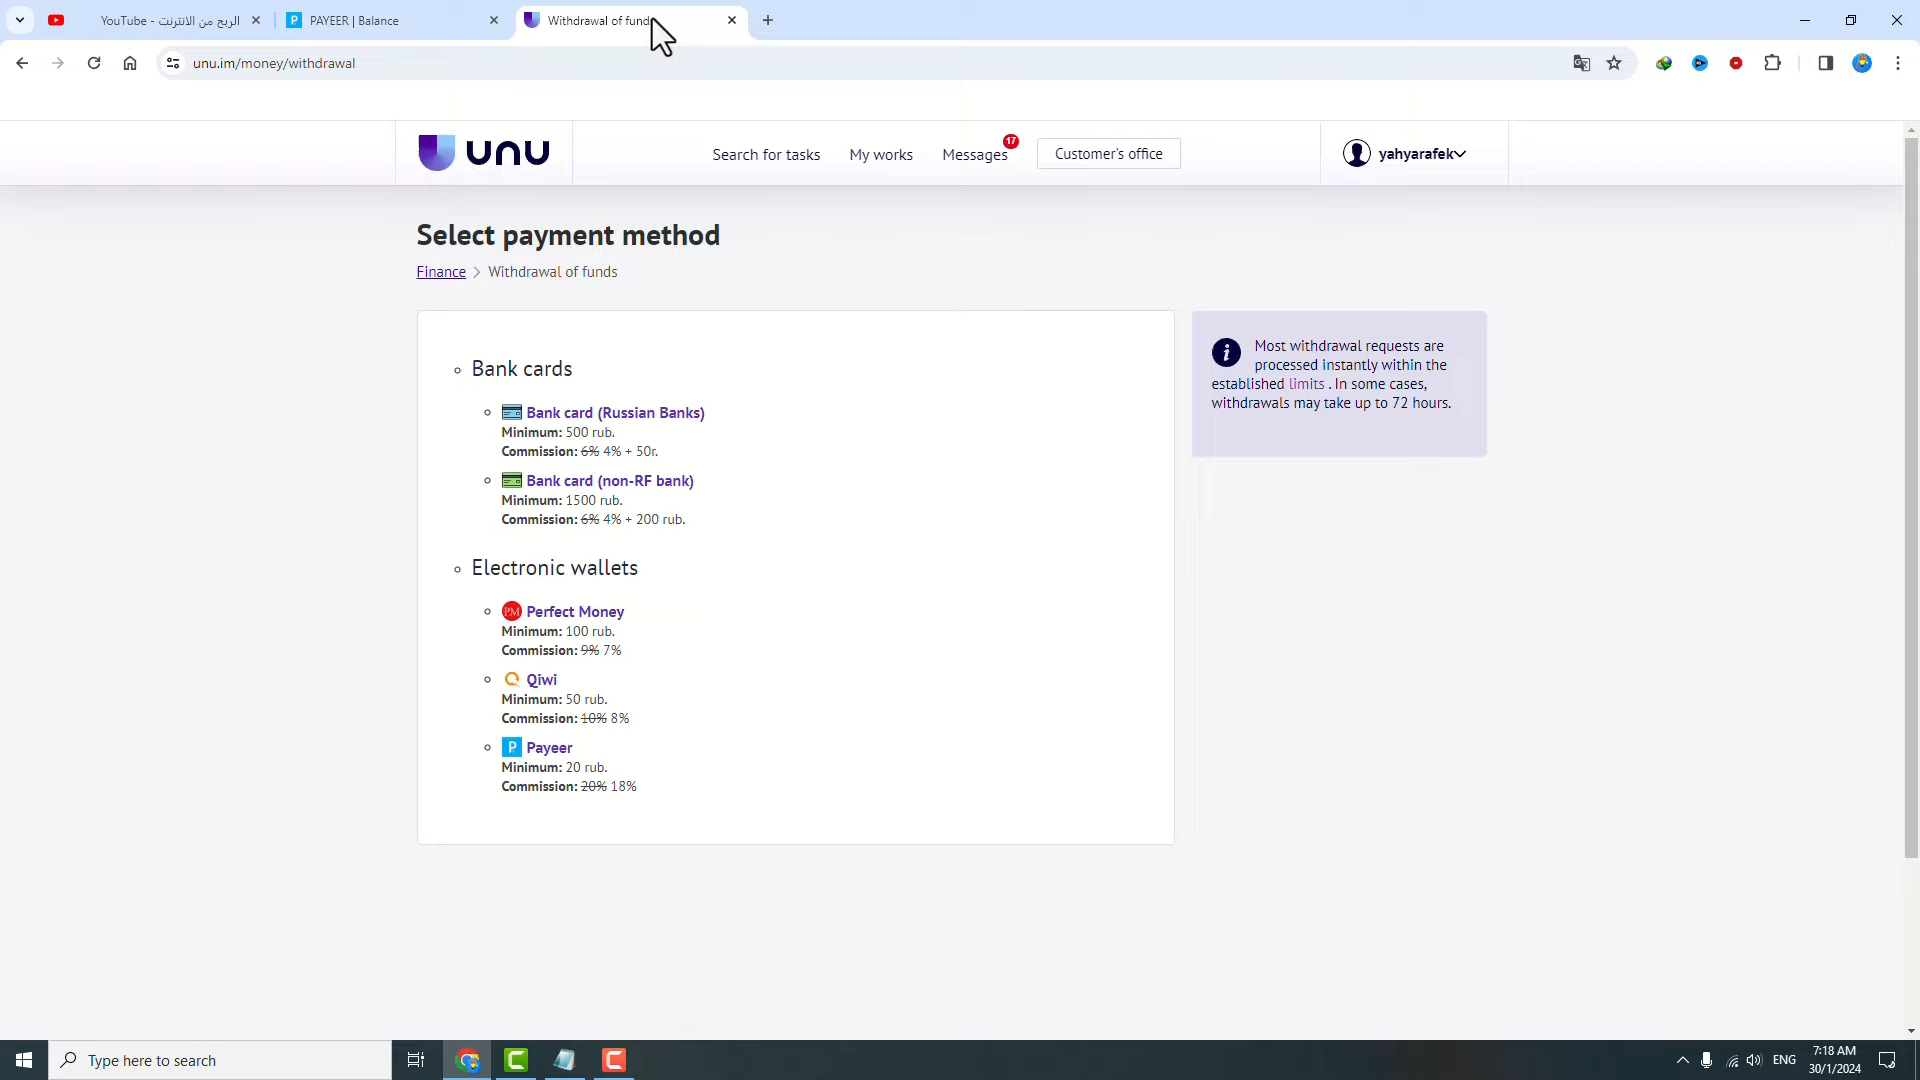 الربح من الانترنت - YouTube
PAYEER | Balance
Withdrawal of fund
unu.im/money/withdrawal
unu
Search for tasks
My works
Messages
17
Customer's office
yahyarafek
Select payment method
Finance > Withdrawal of funds
Bank cards
Bank card (Russian Banks)
Minimum: 500 rub.
Commission: 6% 4% + 50r.
Bank card (non-RF bank)
Minimum: 1500 rub.
Commission: 6% 4% + 200 rub.
Electronic wallets
PM Perfect Money
Minimum: 100 rub.
Commission: 9% 7%
Qiwi
Minimum: 50 rub.
Commission: 10% 8%
P Payeer
Minimum: 20 rub.
Commission: 20% 18%
Most withdrawal requests are
processed instantly within the
established limits . In some cases,
withdrawals may take up to 72 hours.
Type here to search
ENG
7:18 AM
30/1/2024